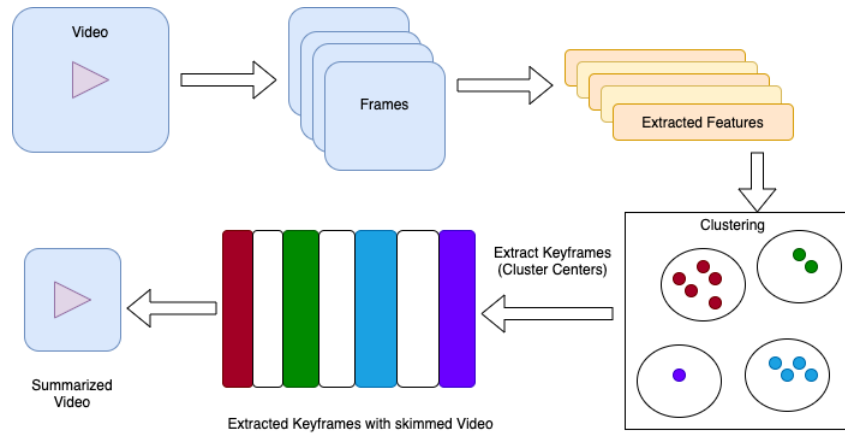 Video
Frames
Extracted Features
Clustering
Extract Keyframes
(Cluster Centers)
Extracted Keyframes with skimmed Video
Summarized
Video